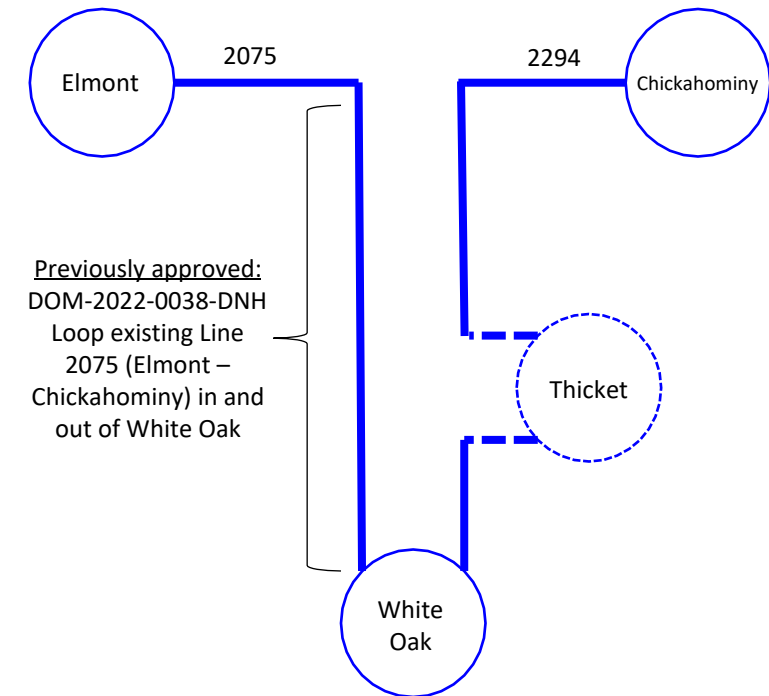 2075
2294
Elmont
Chickahominy
Previously approved:
DOM-2022-0038-DNH
Loop existing Line
2075 (Elmont –
Chickahominy) in and
out of White Oak
Thicket
White
Oak